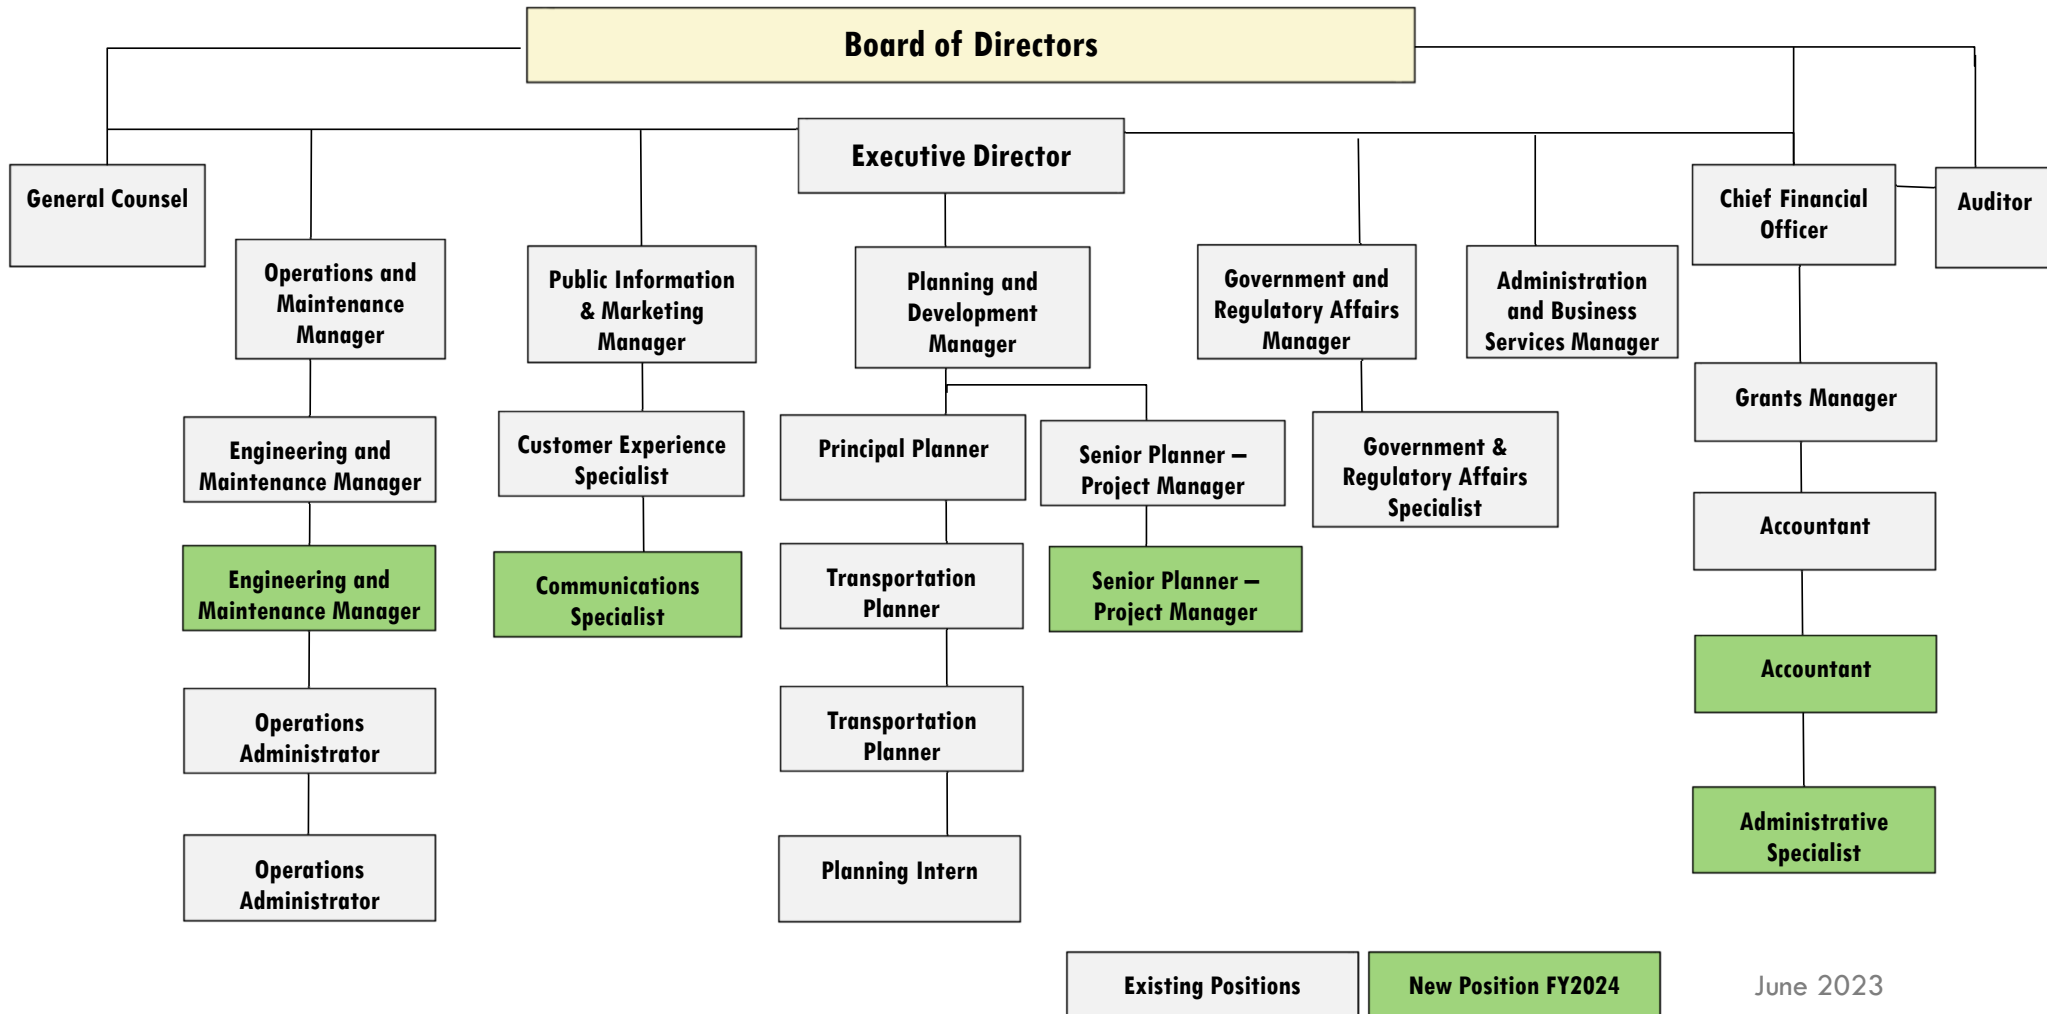 Board of Directors
Executive Director
General Counsel
Chief Financial
Officer
Auditor
Operations and
Maintenance
Manager
Public Information
& Marketing
Manager
Planning and
Development
Manager
Government and
Regulatory Affairs
Manager
Administration
and Business
Services Manager
Grants Manager
Engineering and
Maintenance Manager
Customer Experience
Specialist
Principal Planner
Senior Planner –
Project Manager
Government &
Regulatory Affairs
Specialist
Accountant
Engineering and
Maintenance Manager
Communications
Specialist
Transportation
Planner
Senior Planner –
Project Manager
Accountant
Operations
Administrator
Transportation
Planner
Administrative
Specialist
Operations
Administrator
Planning Intern
Existing Positions
New Position FY2024
June 2023